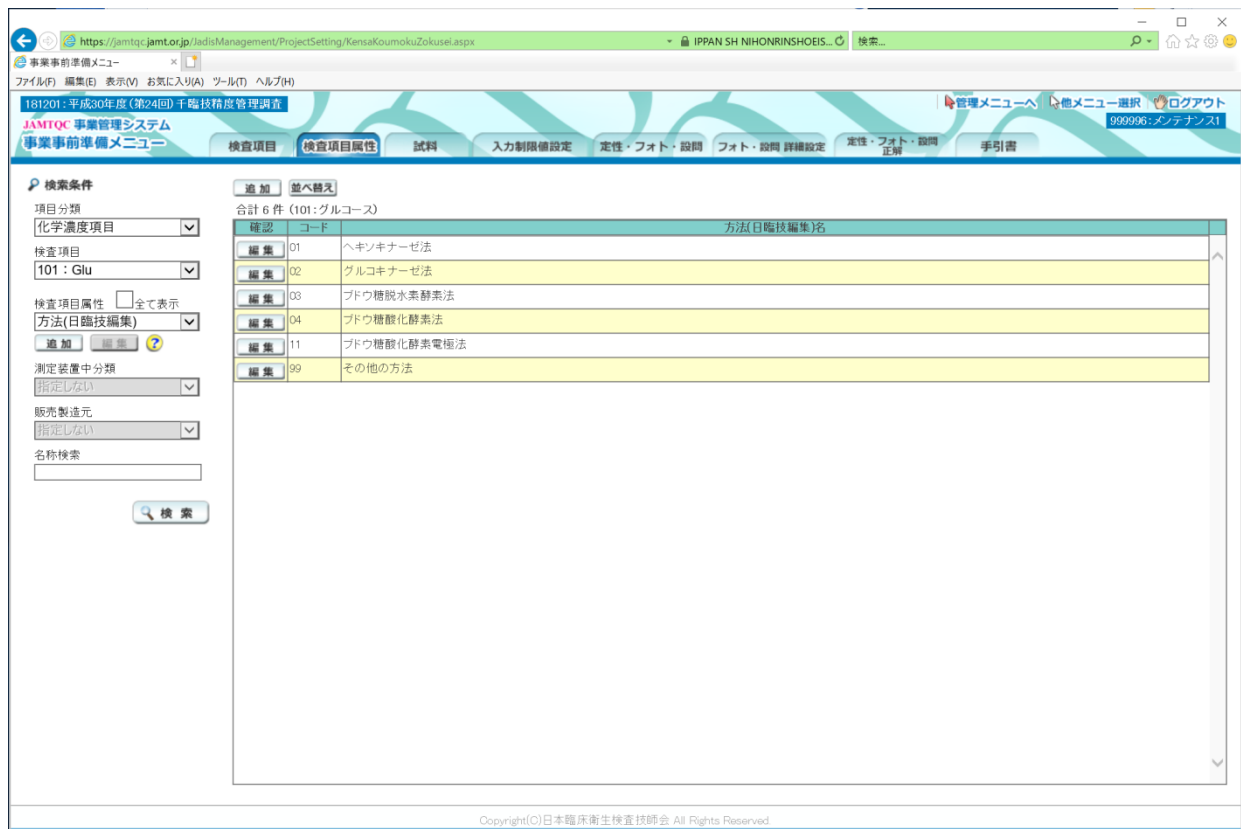 https://jamtqc.jamt.or.jp/JadisManagement/ProjectSetting/KensaKoumokuZokusei.aspx
IPPAN SH NIHONRINSHOEIS...
検索...
事業事前準備メニュー
ファイル(F) 編集(E) 表示(V) お気に入り(A) ツール(T) ヘルプ(H)
181201:平成30年度(第24回)千臨技精度管理調査
管理メニューへ 他メニュー選択 ログアウト
JAMTQC 事業管理システム
999996:メンテナンス1
事業事前準備メニュー
検査項目 検査項目属性 試料 入力制限値設定 定性・フォト・設問 フォト・設問 詳細設定 定性・フォト・設問 正解 手引書
検索条件
項目分類
化学濃度項目
検査項目
101:Glu
検査項目属性 全て表示
方法(日臨技編集)
追加 編集 ?
測定装置中分類
指定しない
販売製造元
指定しない
名称検索
検索
追加 並べ替え
合計 6 件 (101:グルコース)
確認 コード 方法(日臨技編集)名
編集 01 ヘキソキナーゼ法
編集 02 グルコキナーゼ法
編集 03 ブドウ糖脱水素酵素法
編集 04 ブドウ糖酸化酵素法
編集 11 ブドウ糖酸化酵素電極法
編集 99 その他の方法
Copyright(C)日本臨床衛生検査技師会 All Rights Reserved